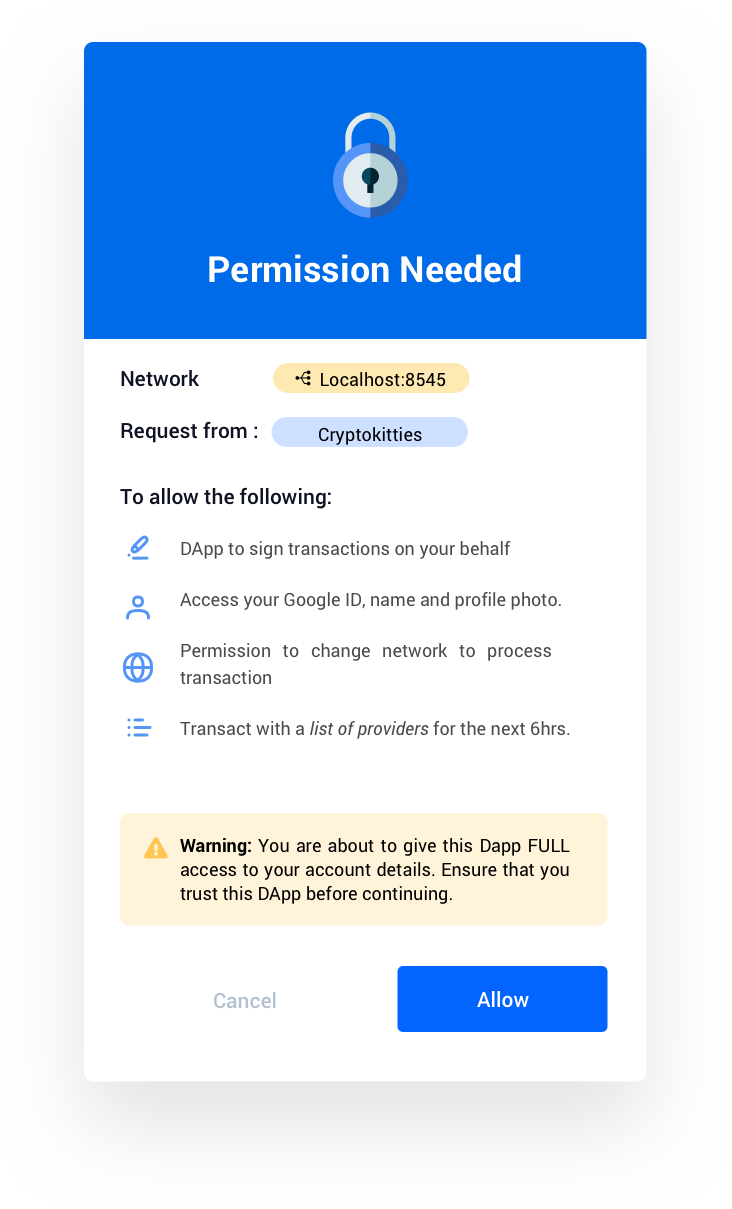 Permission Needed
Network
Localhost:8545
Request from :
Cryptokitties
To allow the following:
DApp to sign transactions on your behalf
Access your Google ID, name and profile photo.
Permission to change network to process
transaction
Transact with a list of providers for the next 6hrs.
Warning: You are about to give this Dapp FULL
access to your account details. Ensure that you
trust this DApp before continuing.
Cancel
Allow